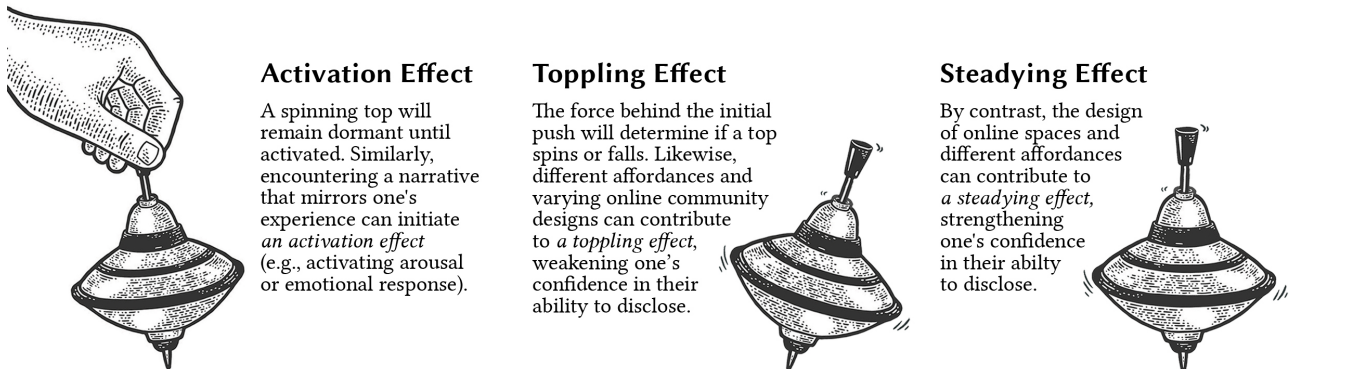 Activation Effect
A spinning top will
remain dormant until
activated. Similarly,
encountering a narrative
that mirrors one's
experience can initiate
an activation effect
(e.g., activating arousal
or emotional response).
Toppling Effect
The force behind the initial
push will determine if a top
spins or falls. Likewise,
different affordances and
varying online community
designs can contribute
to a toppling effect,
weakening one’s
confidence in their
ability to disclose.
Steadying Effect
By contrast, the design
of online spaces and
different affordances
can contribute to
a steadying effect,
strengthening
one's confidence
in their abilty
to disclose.